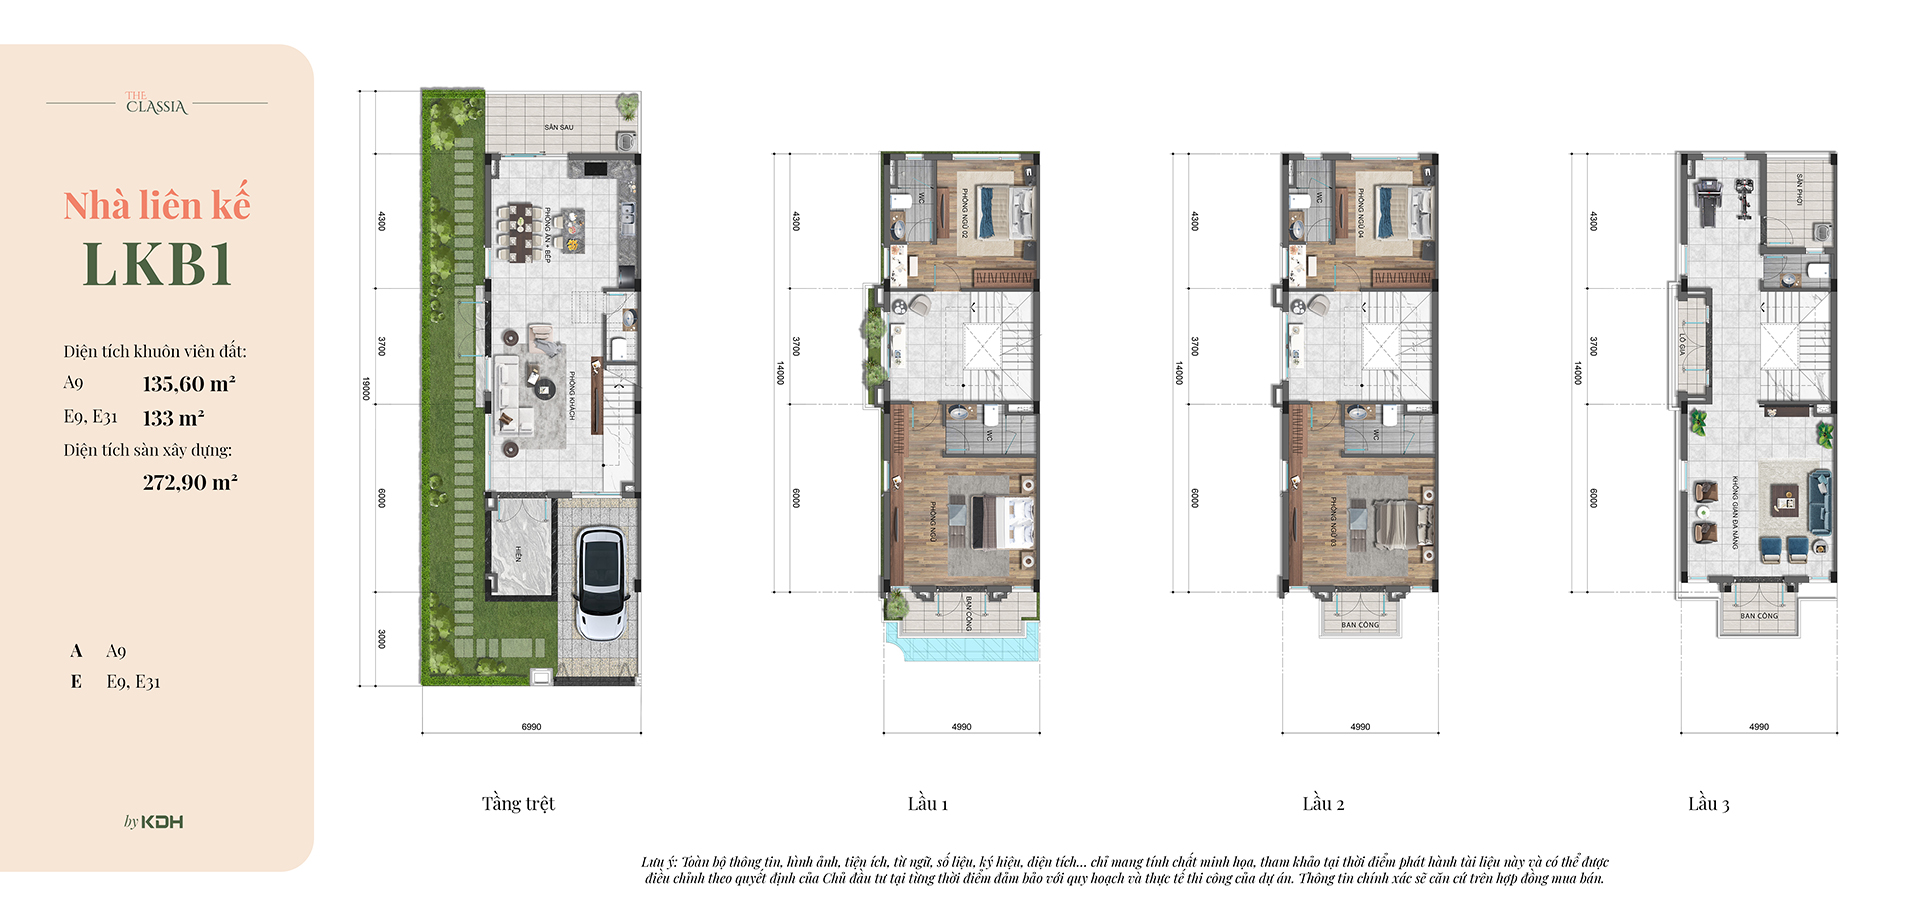 THE
CLASSIA
Nhà liên kế
LKB1
Diện tích khuôn viên đất:
A9 135,60 m²
E9, E31 133 m²
Diện tích sàn xây dựng:
272,90 m²
A A9
E E9, E31
by KDH
SÂN SAU
PHÒNG ĂN + BẾP
PHÒNG KHÁCH
HIÊN
4300
3700
19000
6000
3000
6990
Tầng trệt
WC
PHÒNG NGỦ 02
4300
3700
14000
WC
6000
PHÒNG NGỦ
BAN CÔNG
4990
Lầu 1
WC
PHÒNG NGỦ 04
4300
3700
14000
WC
6000
PHÒNG NGỦ 03
BAN CÔNG
4990
Lầu 2
SÂN PHƠI
4300
3700
14000
LÔ GIA
6000
KHÔNG GIAN ĐA NĂNG
BAN CÔNG
4990
Lầu 3
Lưu ý: Toàn bộ thông tin, hình ảnh, tiện ích, từ ngữ, số liệu, ký hiệu, diện tích... chỉ mang tính chất minh họa, tham khảo tại thời điểm phát hành tài liệu này và có thể được
điều chỉnh theo quyết định của Chủ đầu tư tại từng thời điểm đảm bảo với quy hoạch và thực tế thi công của dự án. Thông tin chính xác sẽ căn cứ trên hợp đồng mua bán.